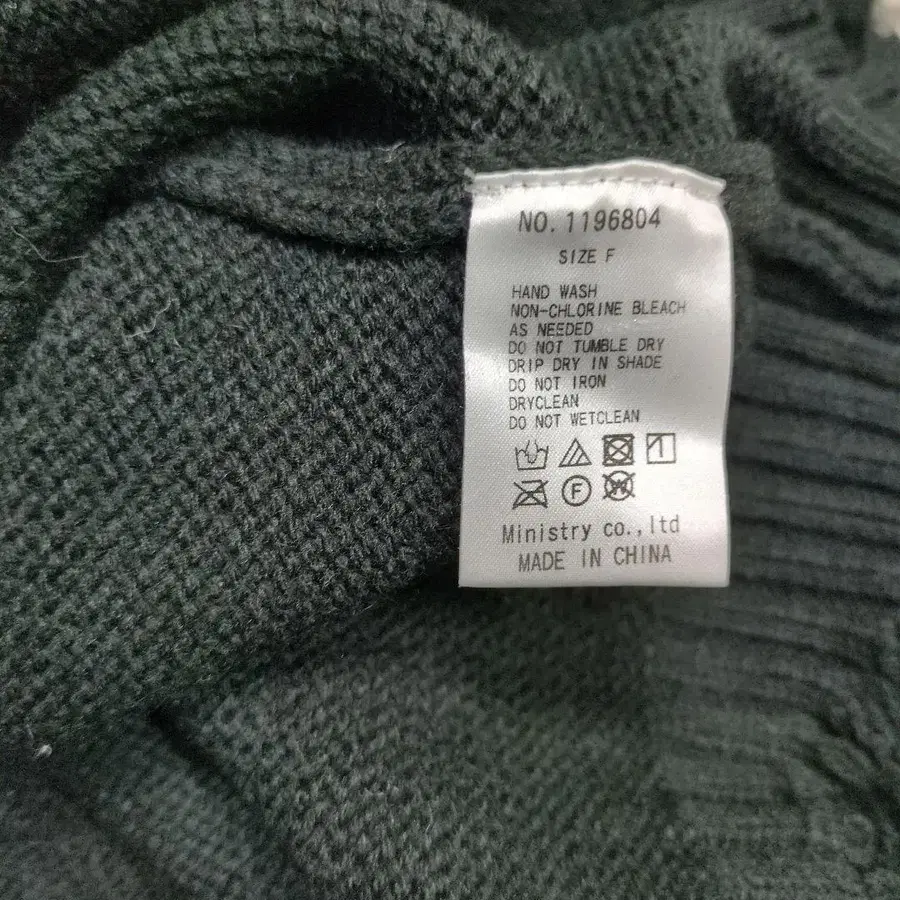 NO. 1196804
SIZE F
HAND WASH
NON-CHLORINE BLEACH
AS NEEDED
DO NOT TUMBLE DRY
DRIP DRY IN SHADE
DO NOT IRON
DRYCLEAN
DO NOT WETCLEAN
F W
Ministry co.,ltd
MADE IN CHINA